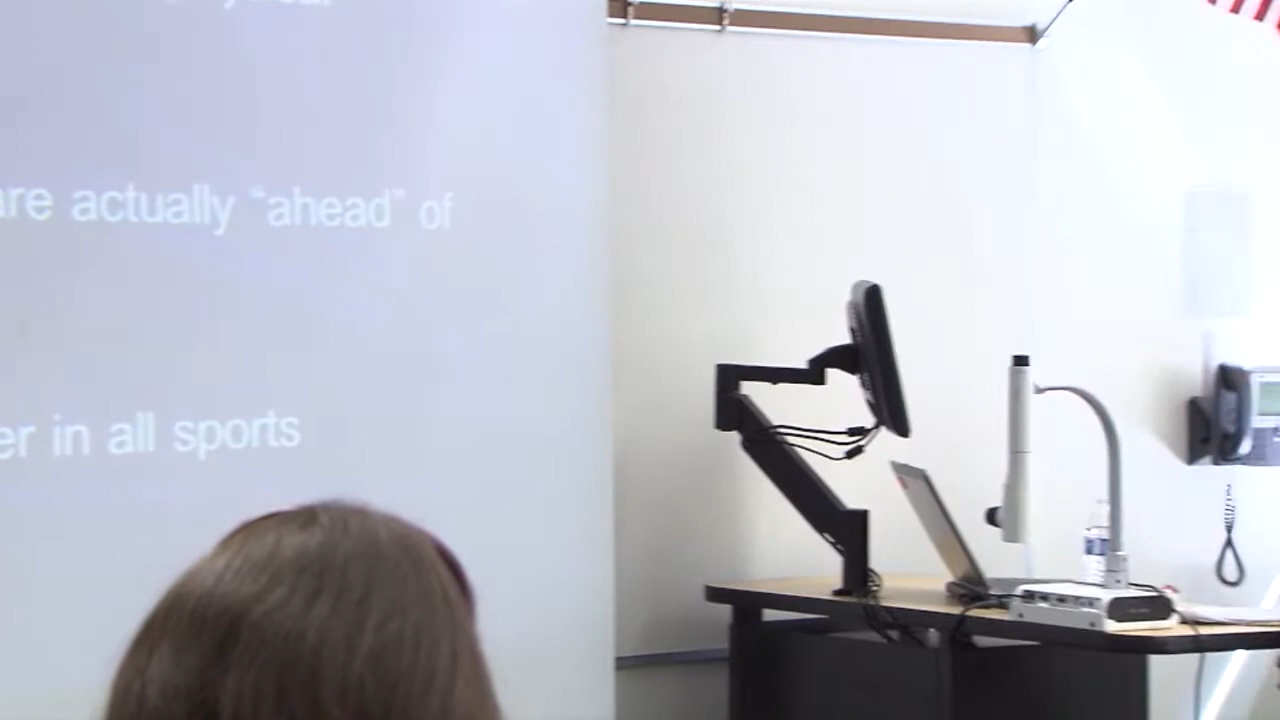 are actually “ahead” of
er in all sports